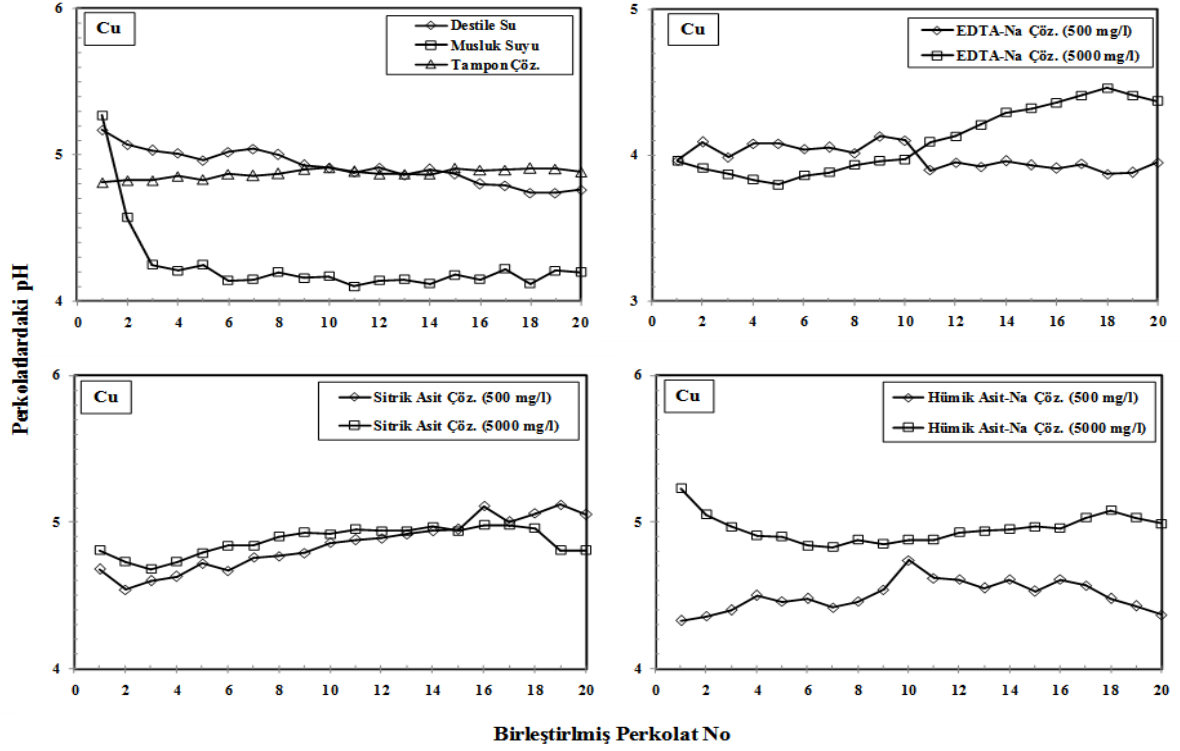 Perkolatlardaki pH
Cu
Destile Su
Musluk Suyu
Tampon Çöz.
6
5
4
0 2 4 6 8 10 12 14 16 18 20
Cu
EDTA-Na Çöz. (500 mg/l)
EDTA-Na Çöz. (5000 mg/l)
5
4
3
0 2 4 6 8 10 12 14 16 18 20
Cu
Sitrik Asit Çöz. (500 mg/l)
Sitrik Asit Çöz. (5000 mg/l)
6
5
4
0 2 4 6 8 10 12 14 16 18 20
Cu
Hümik Asit-Na Çöz. (500 mg/l)
Hümik Asit-Na Çöz. (5000 mg/l)
6
5
4
0 2 4 6 8 10 12 14 16 18 20
Birleştirlmiş Perkolat No